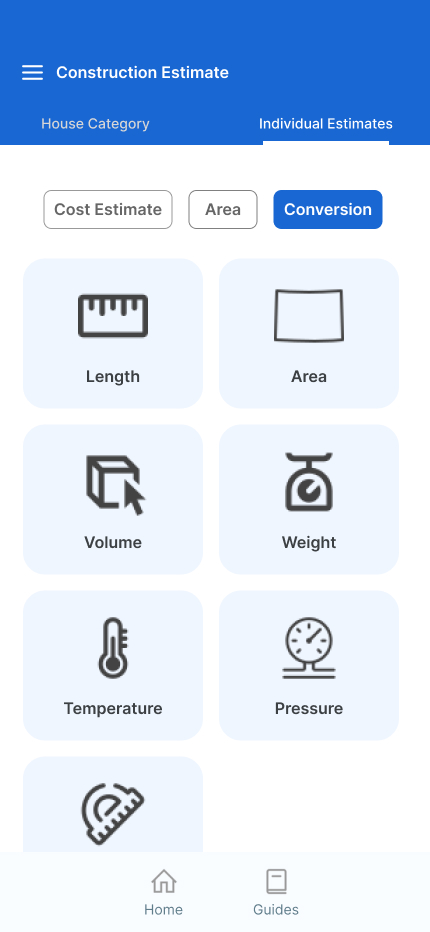 Construction Estimate
House Category
Individual Estimates
Cost Estimate
Area
Conversion
Length
Area
Volume
Weight
Temperature
Pressure
Home
Guides